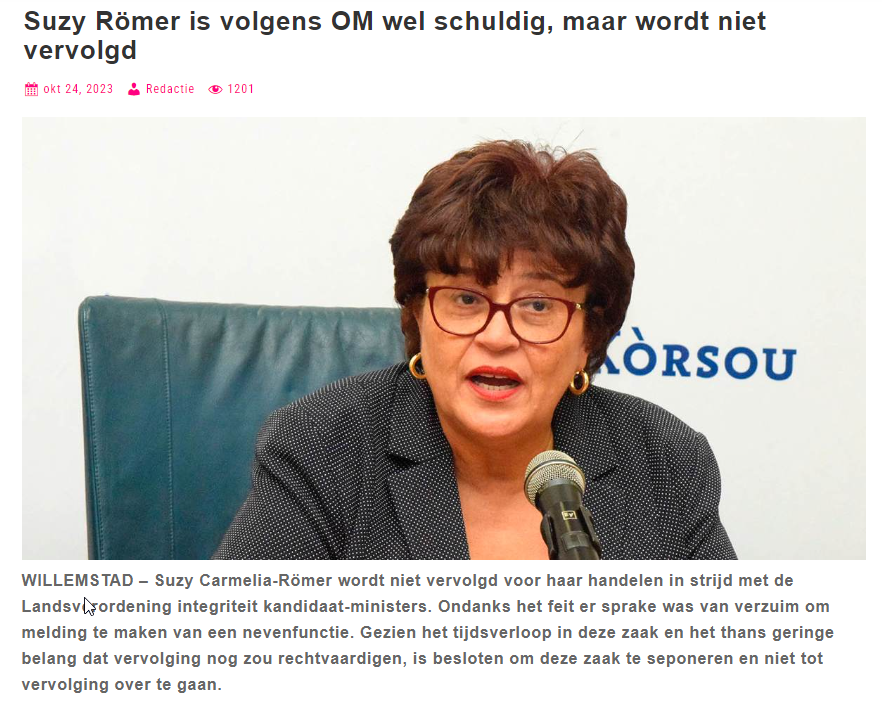 Suzy Römer is volgens OM wel schuldig, maar wordt niet
vervolgd
okt 24, 2023 Redactie 1201
KÒRSOU
WILLEMSTAD – Suzy Carmelia-Römer wordt niet vervolgd voor haar handelen in strijd met de
Landsverordening integriteit kandidaat-ministers. Ondanks het feit er sprake was van verzuim om
melding te maken van een nevenfunctie. Gezien het tijdsverloop in deze zaak en het thans geringe
belang dat vervolging nog zou rechtvaardigen, is besloten om deze zaak te seponeren en niet tot
vervolging over te gaan.